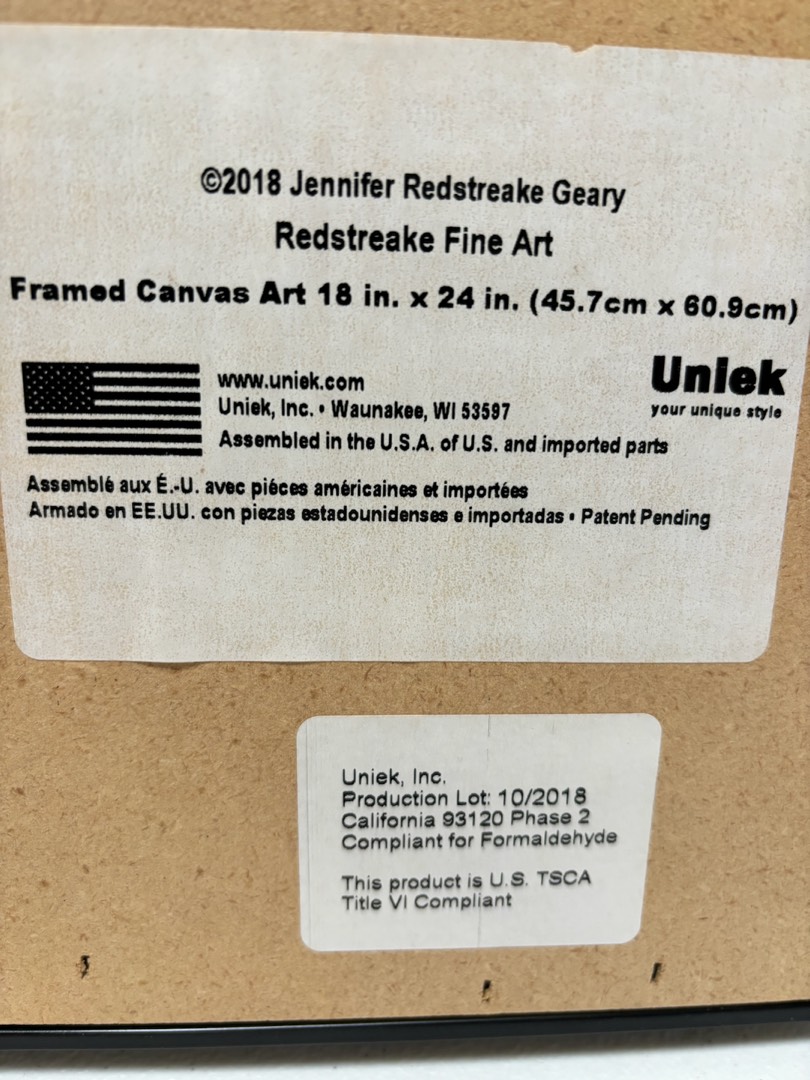 ©2018 Jennifer Redstreake Geary
Redstreake Fine Art
Framed Canvas Art 18 in. x 24 in. (45.7cm x 60.9cm)
www.uniek.com
Uniek, Inc. • Waunakee, WI 53597
Assembled in the U.S.A. of U.S. and imported parts
Uniek
your unique style
Assemblé aux É.-U. avec piéces américaines et importées
Armado en EE.UU. con piezas estadounidenses e importadas • Patent Pending
Uniek, Inc.
Production Lot: 10/2018
California 93120 Phase 2
Compliant for Formaldehyde
This product is U.S. TSCA
Title VI Compliant